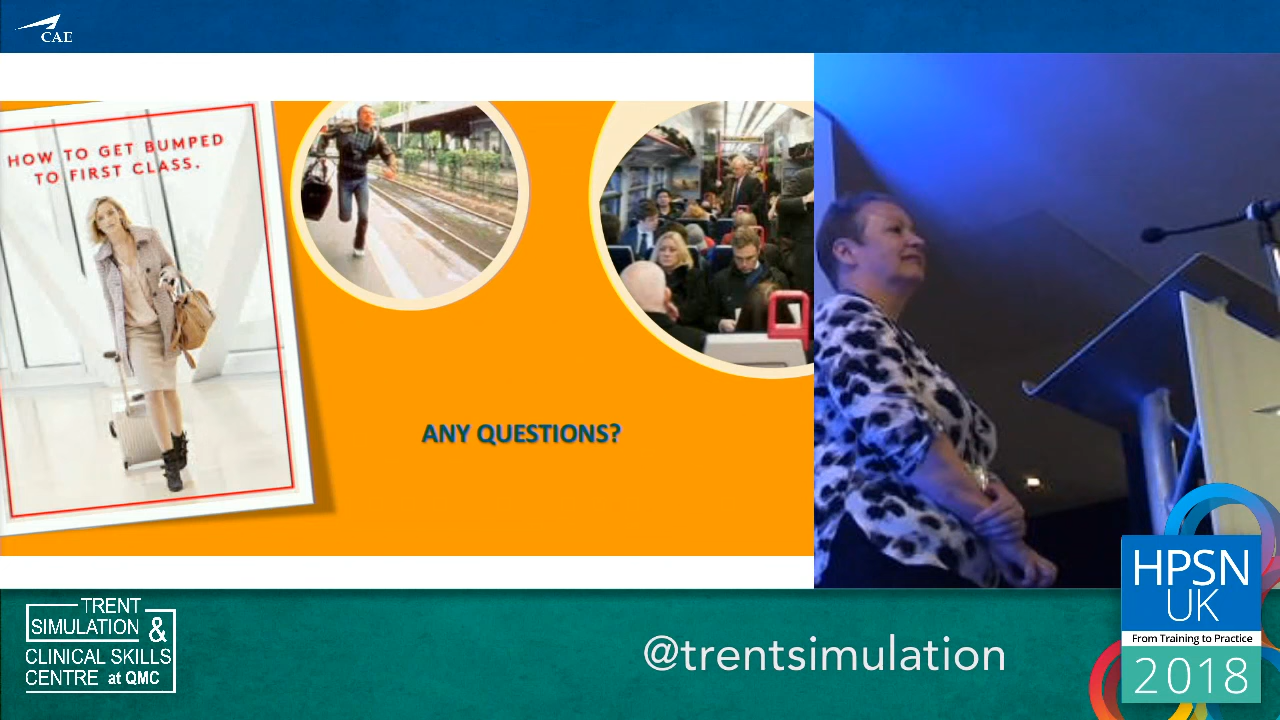 CAE
HOW TO GET BUMPED
TO FIRST CLASS.
ANY QUESTIONS?
TRENT
SIMULATION &
CLINICAL SKILLS
CENTRE at QMC
@trentsimulation
HPSN
UK
From Training to Practice
2018